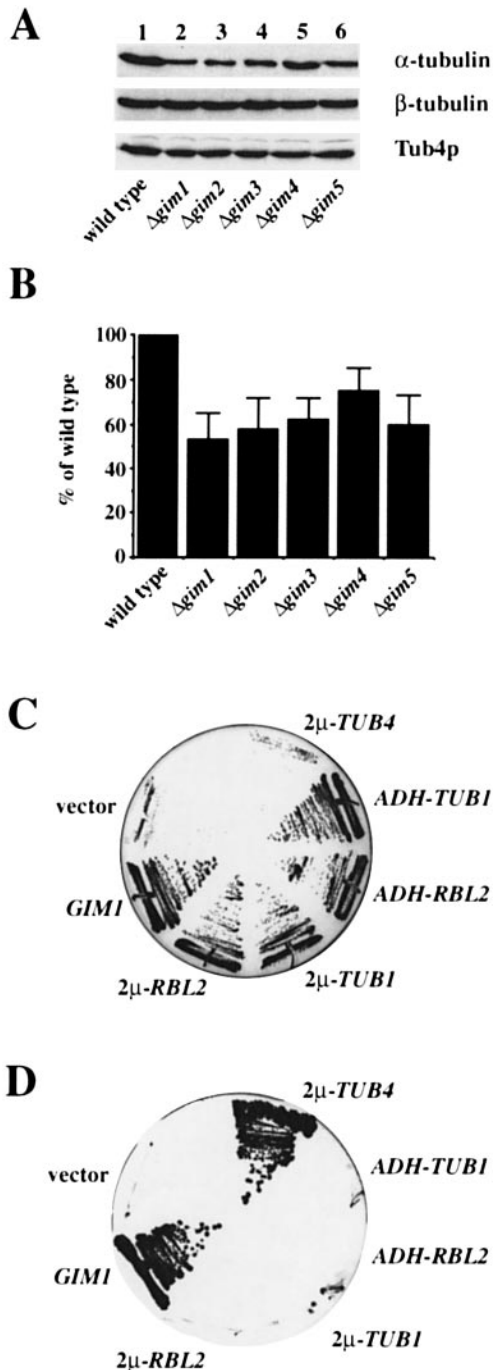 A
1 2 3 4 5 6
α-tubulin
β-tubulin
Tub4p
wild type Δgim1 Δgim2 Δgim3 Δgim4 Δgim5
B
% of wild type
100
80
60
40
20
0
wild type Δgim1 Δgim2 Δgim3 Δgim4 Δgim5
C
2μ-TUB4
vector
ADH-TUB1
GIM1
ADH-RBL2
2μ-RBL2
2μ-TUB1
D
2μ-TUB4
vector
ADH-TUB1
GIM1
ADH-RBL2
2μ-RBL2
2μ-TUB1